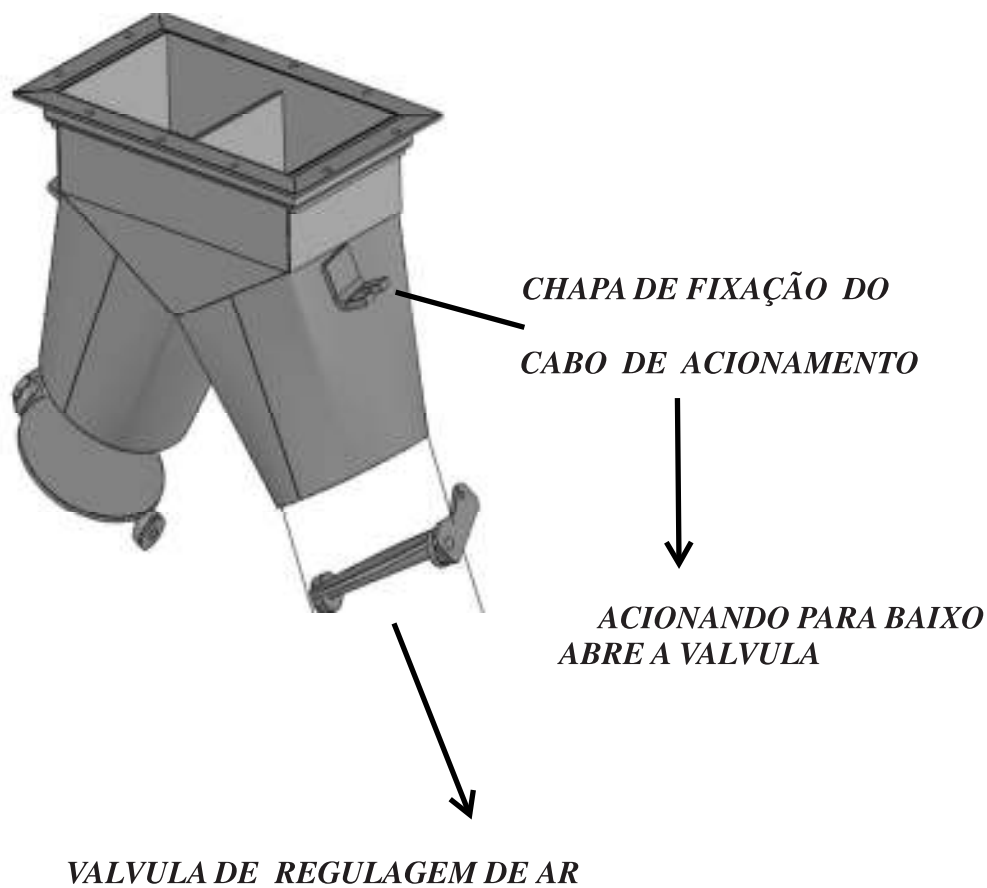 CHAPA DE FIXAÇÃO DO
CABO DE ACIONAMENTO
ACIONANDO PARA BAIXO
ABRE A VALVULA
VALVULA DE REGULAGEM DE AR